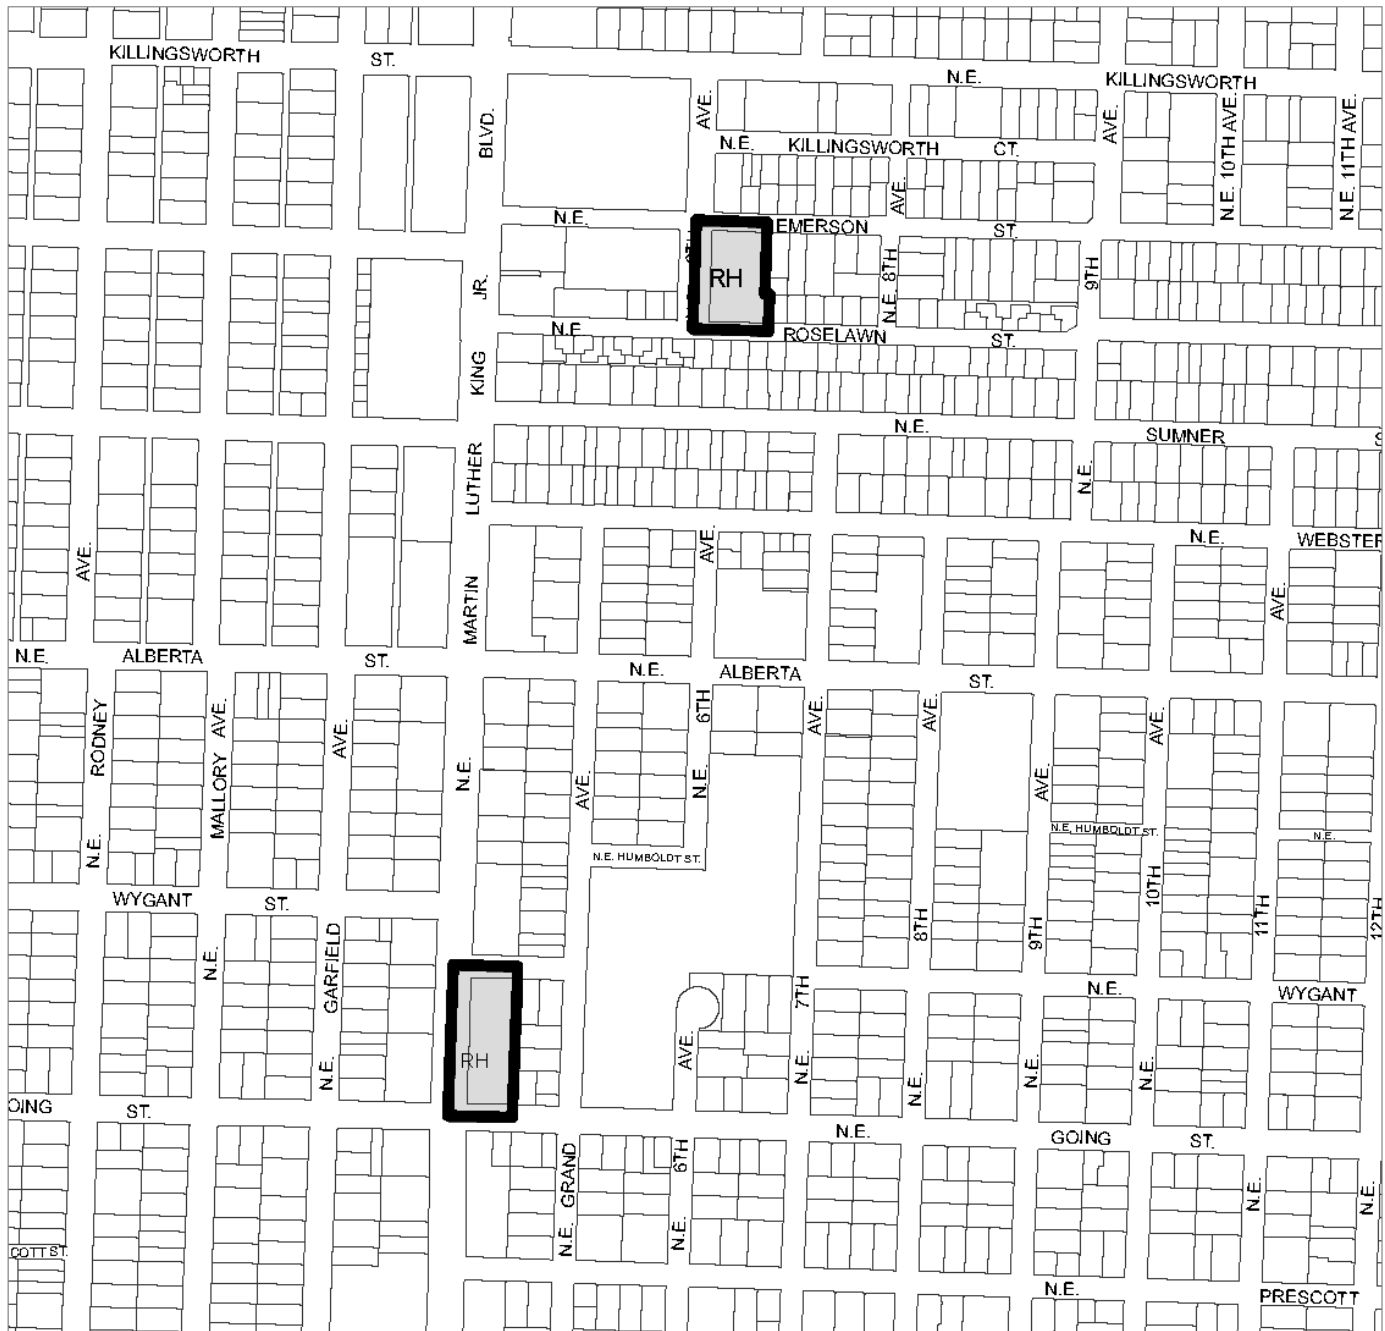 KILLINGSWORTH ST.
N.E. KILLINGSWORTH
N.E. KILLINGSWORTH CT.
BLVD.
AVE.
AVE.
N.E. 10TH AVE.
N.E. 11TH AVE.
AVE.
N.E. EMERSON ST.
RH
N.E. 8TH
9TH
JR.
N.E. ROSELAWN ST.
KING
N.E. SUMNER
LUTHER
N.E.
AVE.
AVE.
N.E. WEBSTER
MARTIN
AVE.
N.E. ALBERTA ST.
N.E. ALBERTA ST.
RODNEY
MALLORY AVE.
AVE.
N.E.
AVE.
N.E. 6TH
AVE.
AVE.
AVE.
AVE.
N.E. HUMBOLDT ST.
N.E.
N.E.
N.E. HUMBOLDT ST.
10TH
WYGANT ST.
8TH
9TH
11TH
12TH
N.E.
GARFIELD
N.E.
7TH
N.E. WYGANT
RH
AVE.
N.E.
N.E.
N.E.
N.E.
OING ST.
N.E. GOING ST.
GRAND
6TH
N.E.
N.E.
N.E.
N.E.
COTT ST.
N.E. PRESCOTT